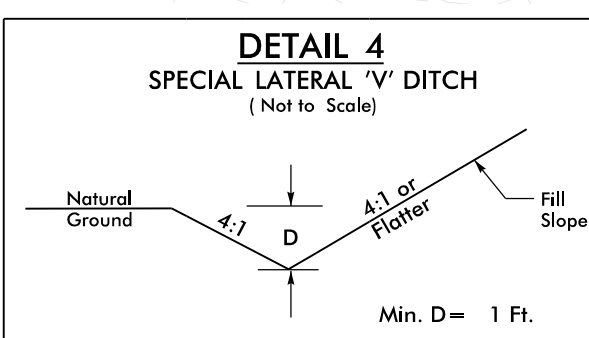 DETAIL 4
SPECIAL LATERAL 'V' DITCH
( Not to Scale)
Natural
Ground
4:1
D
4:1 or
Flatter
Fill
Slope
Min. D= 1 Ft.